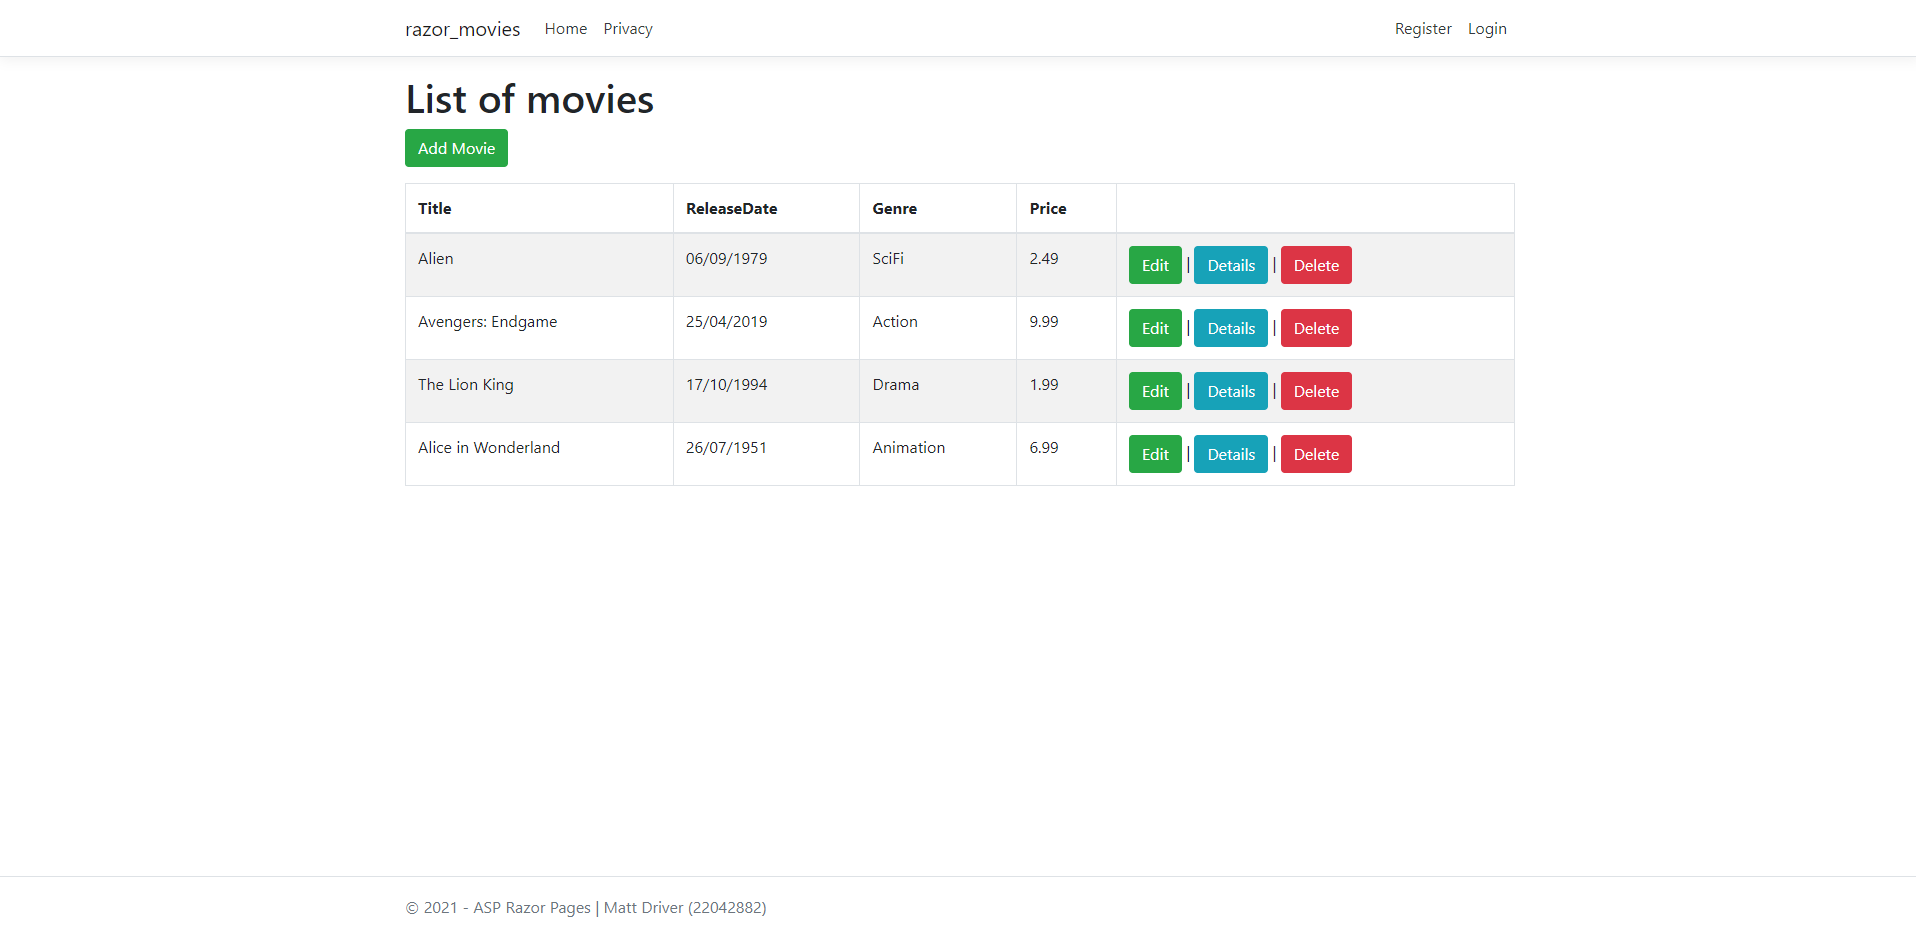 razor_movies Home Privacy Register Login
List of movies
Add Movie
Title ReleaseDate Genre Price
Alien 06/09/1979 SciFi 2.49 Edit | Details | Delete
Avengers: Endgame 25/04/2019 Action 9.99 Edit | Details | Delete
The Lion King 17/10/1994 Drama 1.99 Edit | Details | Delete
Alice in Wonderland 26/07/1951 Animation 6.99 Edit | Details | Delete
© 2021 - ASP Razor Pages | Matt Driver (22042882)